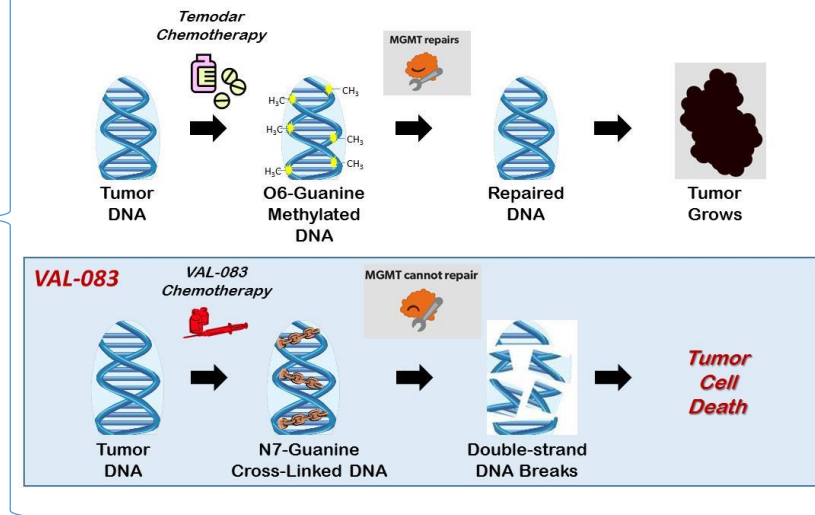 Temodar
Chemotherapy
MGMT repairs
H₃C
CH₃
H₃C
CH₃
CH₃
H₃C
Tumor
DNA
O6-Guanine
Methylated
DNA
Repaired
DNA
Tumor
Grows
VAL-083
VAL-083
Chemotherapy
MGMT cannot repair
Tumor
Cell
Death
Tumor
DNA
N7-Guanine
Cross-Linked DNA
Double-strand
DNA Breaks